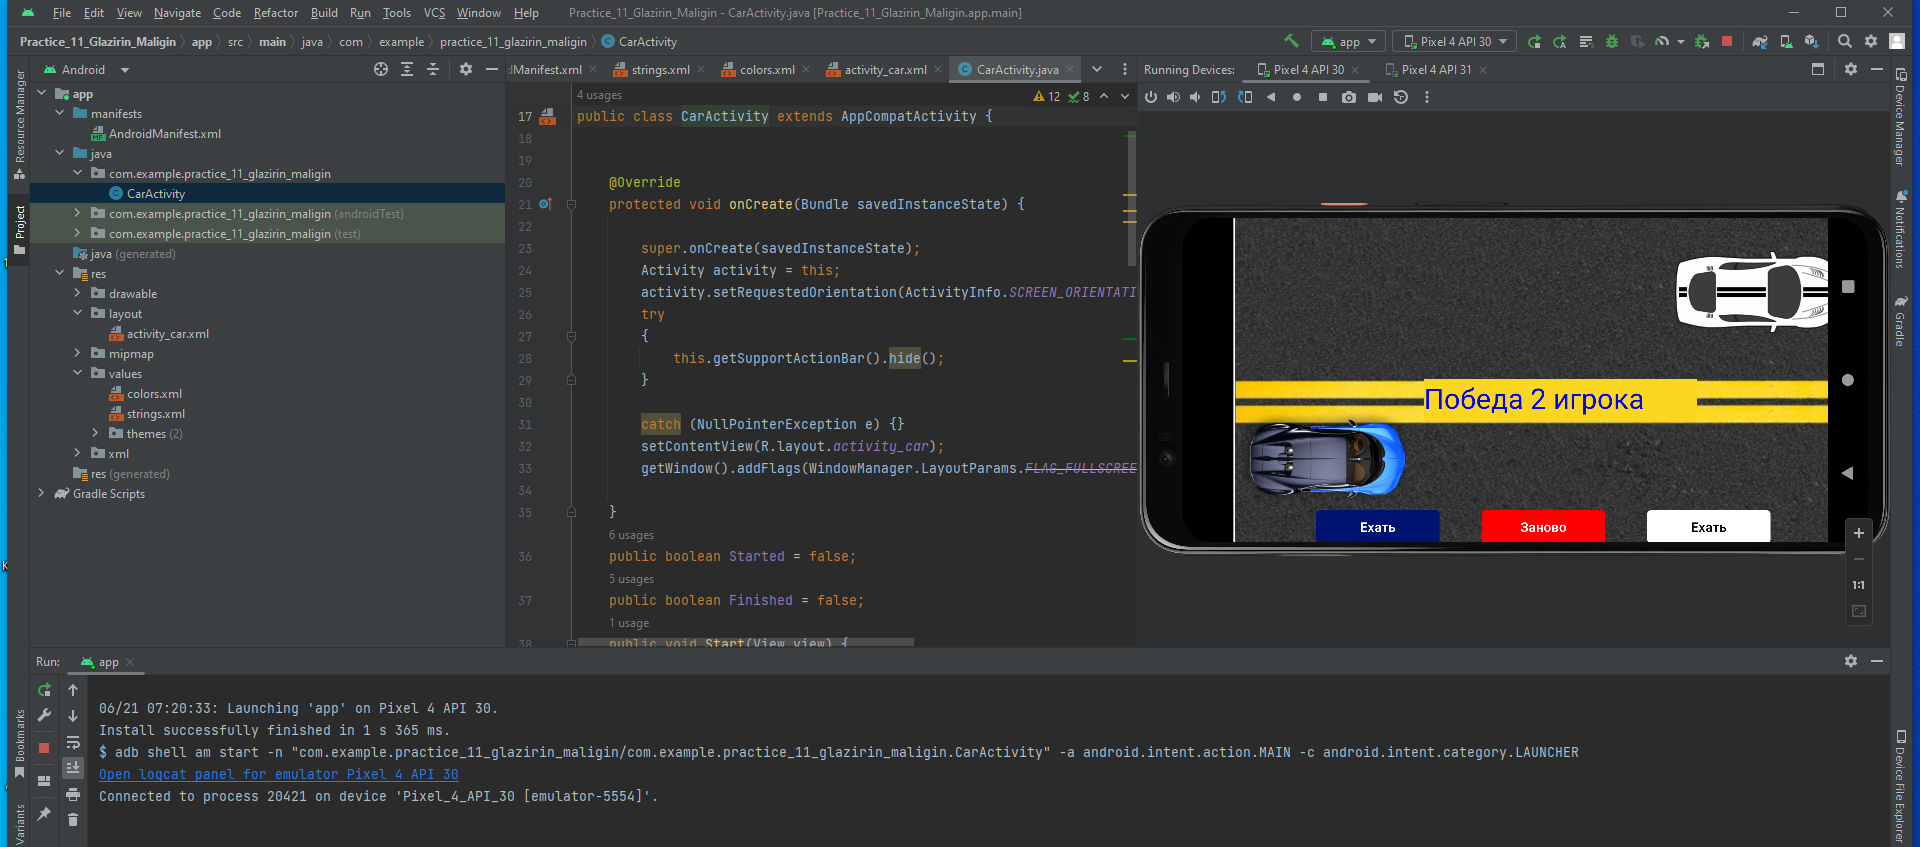 File Edit View Navigate Code Refactor Build Run Tools VCS Window Help Practice_11_Glazirin_Maligin - CarActivity.java [Practice_11_Glazirin_Maligin.app.main]
Practice_11_Glazirin_Maligin app src main java com example practice_11_glazirin_maligin CarActivity app Pixel 4 API 30
Android
dManifest.xml strings.xml colors.xml activity_car.xml CarActivity.java
Running Devices: Pixel 4 API 30 Pixel 4 API 31
Resource Manager
Project
Bookmarks
Variants
app
manifests
AndroidManifest.xml
java
com.example.practice_11_glazirin_maligin
CarActivity
com.example.practice_11_glazirin_maligin (androidTest)
com.example.practice_11_glazirin_maligin (test)
java (generated)
res
drawable
layout
activity_car.xml
mipmap
values
colors.xml
strings.xml
themes (2)
xml
res (generated)
Gradle Scripts
4 usages
12 8
17 public class CarActivity extends AppCompatActivity {
18
19
20 @Override
21 protected void onCreate(Bundle savedInstanceState) {
22
23 super.onCreate(savedInstanceState);
24 Activity activity = this;
25 activity.setRequestedOrientation(ActivityInfo.SCREEN_ORIENTATI
26 try
27 {
28 this.getSupportActionBar().hide();
29 }
30
31 catch (NullPointerException e) {}
32 setContentView(R.layout.activity_car);
33 getWindow().addFlags(WindowManager.LayoutParams.FLAG_FULLSCREE
34
35 }
6 usages
36 public boolean Started = false;
5 usages
37 public boolean Finished = false;
1 usage
38 public void Start(View view) {
Победа 2 игрока
Ехать Заново Ехать
1:1
Device Manager
Notifications
Gradle
Device File Explorer
Run: app
06/21 07:20:33: Launching 'app' on Pixel 4 API 30.
Install successfully finished in 1 s 365 ms.
$ adb shell am start -n "com.example.practice_11_glazirin_maligin/com.example.practice_11_glazirin_maligin.CarActivity" -a android.intent.action.MAIN -c android.intent.category.LAUNCHER
Open logcat panel for emulator Pixel 4 API 30
Connected to process 20421 on device 'Pixel_4_API_30 [emulator-5554]'.